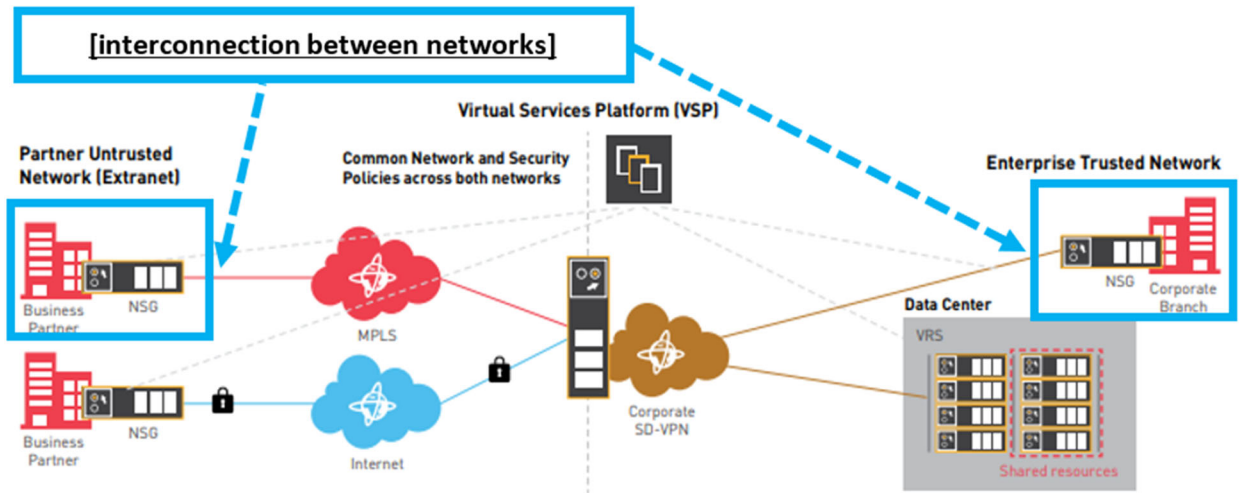 [interconnection between networks]
Virtual Services Platform (VSP)
Partner Untrusted
Network (Extranet)
Common Network and Security
Policies across both networks
Enterprise Trusted Network
Business
Partner
NSG
MPLS
NSG
Corporate
Branch
Data Center
VRS
Business
Partner
NSG
Internet
Corporate
SD-VPN
Shared resources